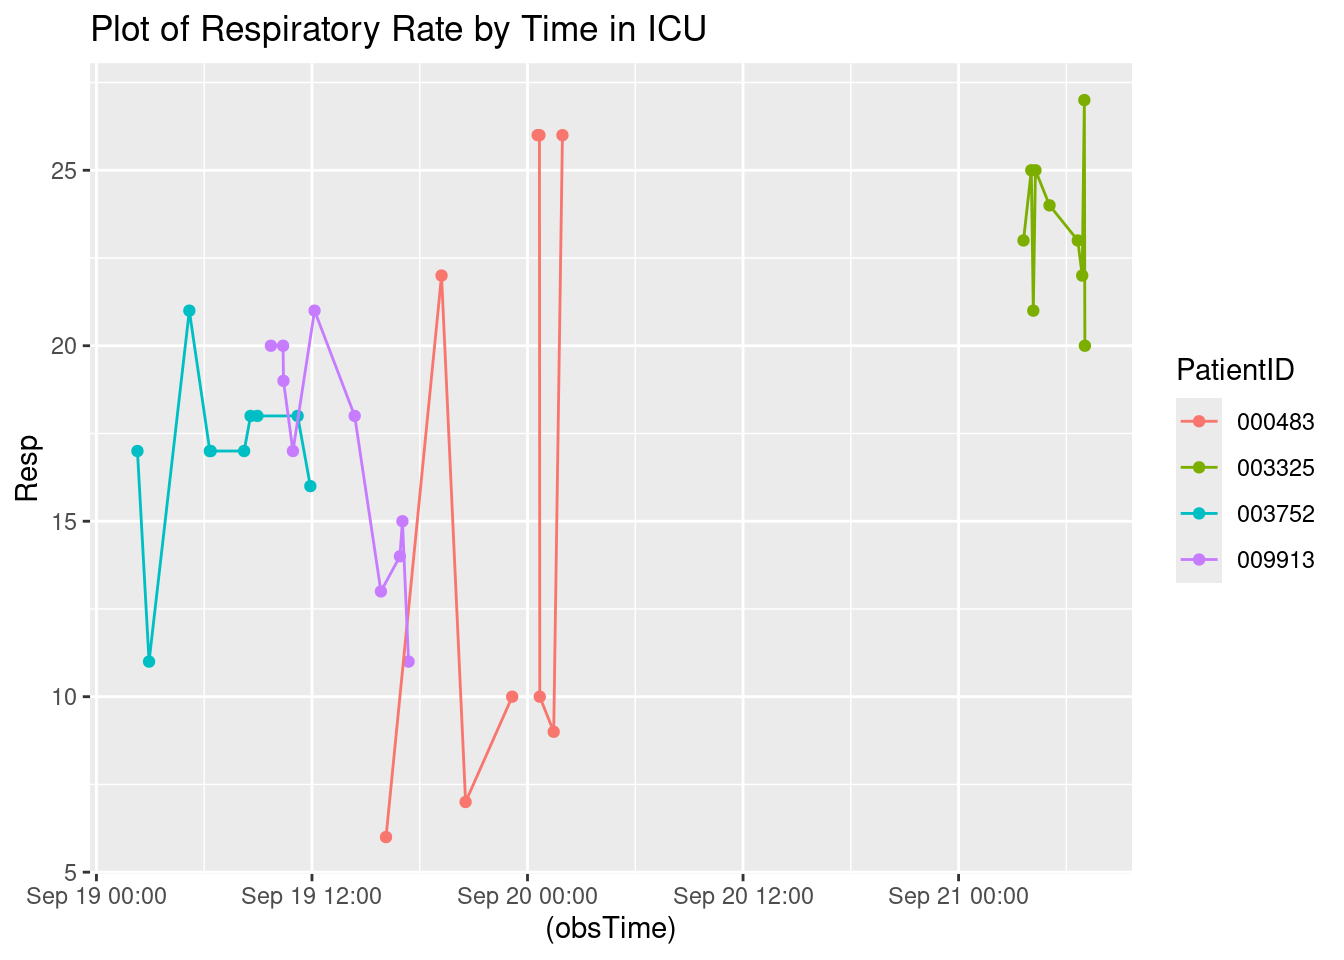 Plot of Respiratory Rate by Time in ICU
Resp
25
20
15
10
5
Sep 19 00:00 Sep 19 12:00 Sep 20 00:00 Sep 20 12:00 Sep 21 00:00
(obsTime)
PatientID
000483
003325
003752
009913